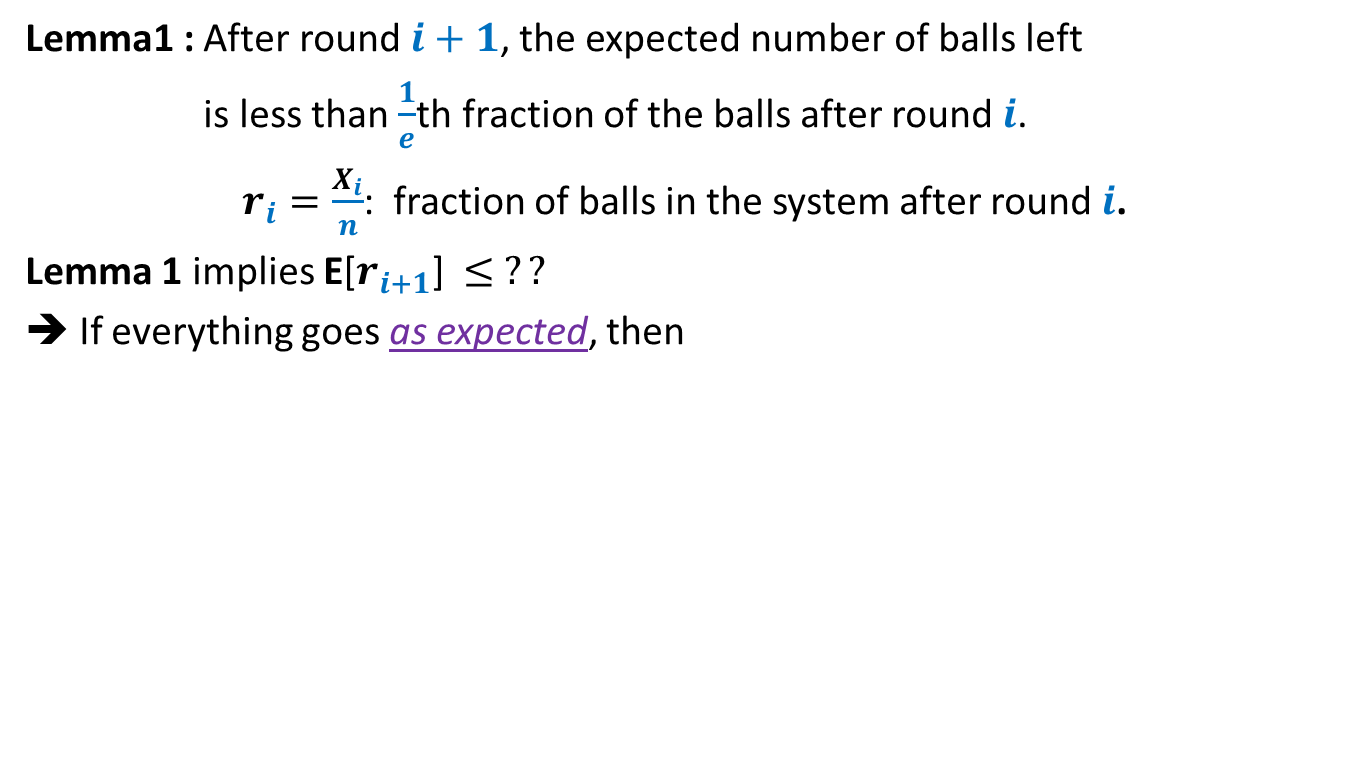 Lemma1 : After round i + 1, the expected number of balls left
is less than 1/e th fraction of the balls after round i.
r_i = X_i/n: fraction of balls in the system after round i.
Lemma 1 implies E[r_{i+1}] ≤ ? ?
➔ If everything goes as expected, then